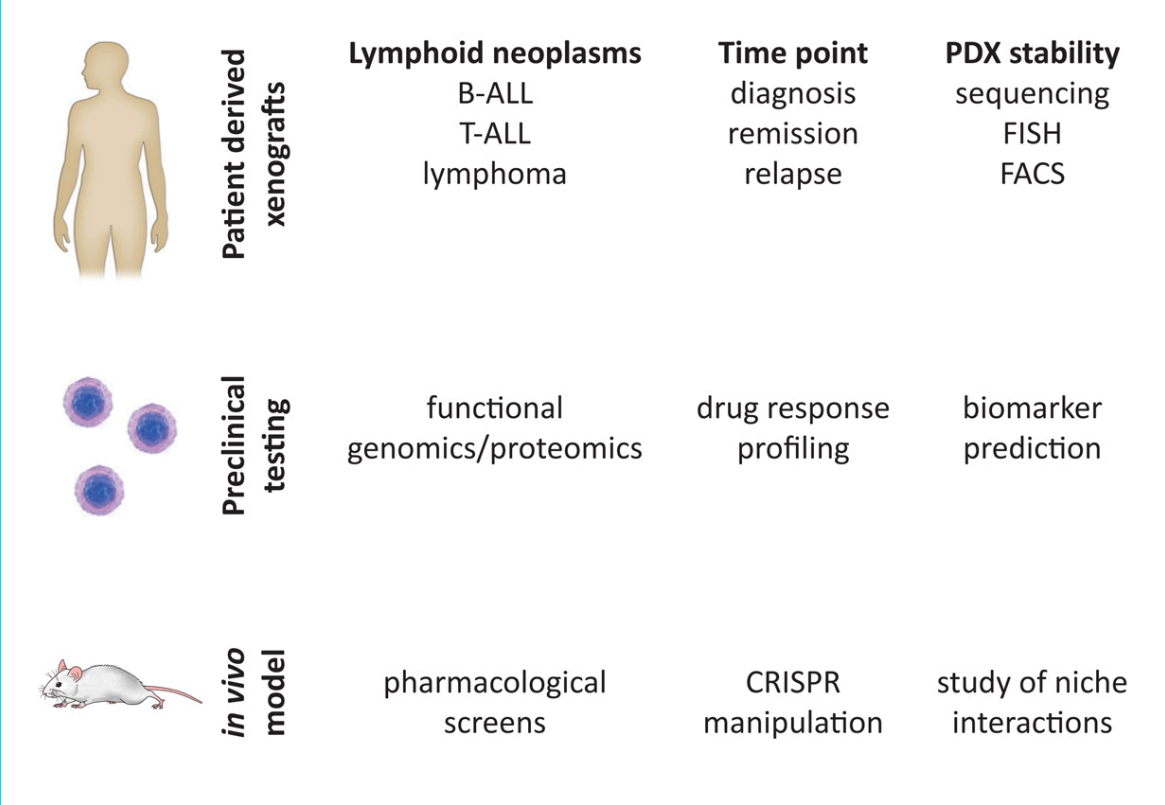 Patient derived
xenografts
Lymphoid neoplasms
B-ALL
T-ALL
lymphoma
Time point
diagnosis
remission
relapse
PDX stability
sequencing
FISH
FACS
Preclinical
testing
functional
genomics/proteomics
drug response
profiling
biomarker
prediction
in vivo
model
pharmacological
screens
CRISPR
manipulation
study of niche
interactions